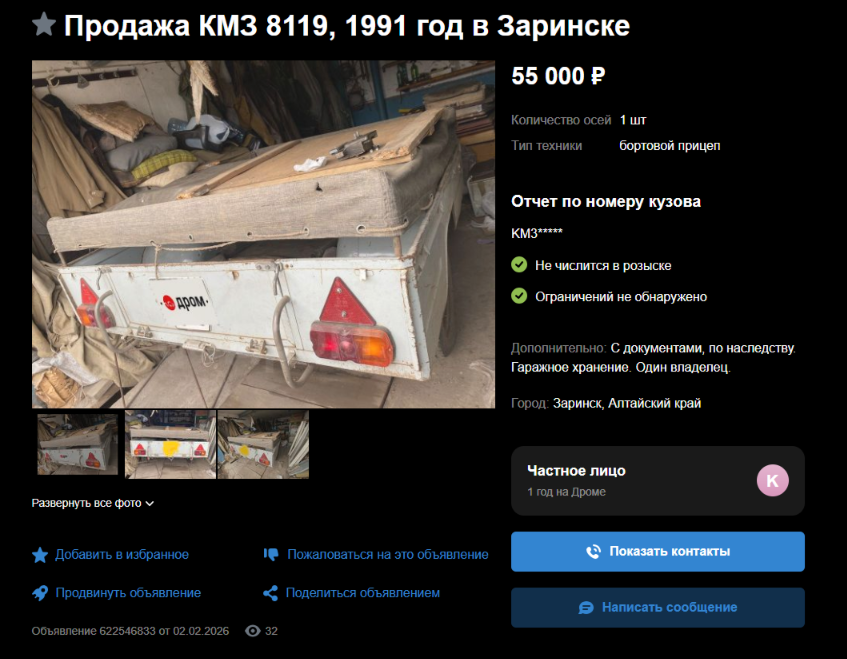 Продажа КМЗ 8119, 1991 год в Заринске
·дром·
55 000 ₽
Количество осей 1 шт
Тип техники бортовой прицеп
Отчет по номеру кузова
КМЗ*****
Не числится в розыске
Ограничений не обнаружено
Дополнительно: С документами, по наследству.
Гаражное хранение. Один владелец.
Город: Заринск, Алтайский край
Частное лицо
1 год на Дроме
K
Показать контакты
Написать сообщение
Развернуть все фото
Добавить в избранное
Пожаловаться на это объявление
Продвинуть объявление
Поделиться объявлением
Объявление 622546833 от 02.02.2026 32